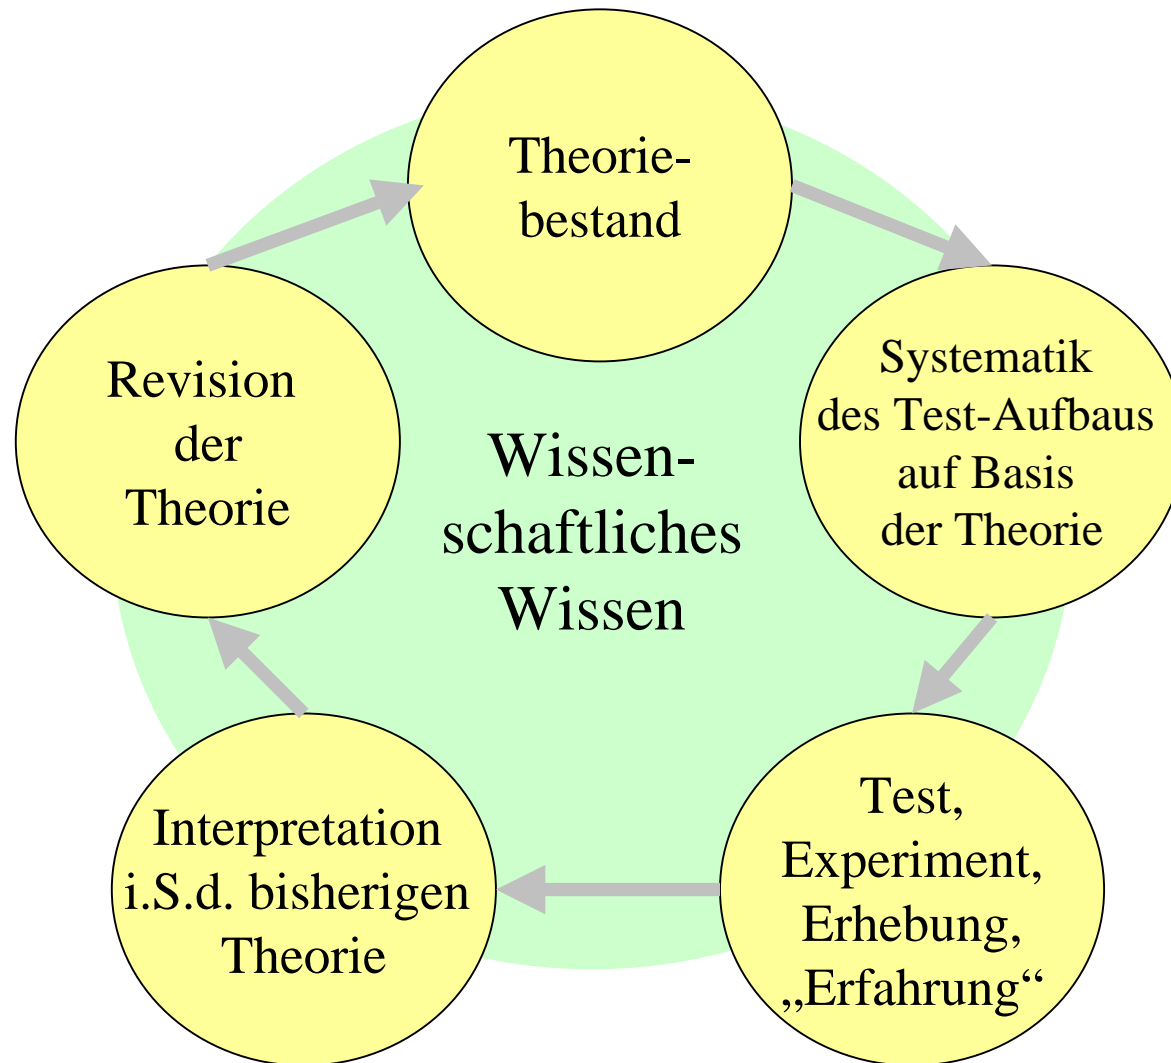 Theorie-
bestand
Systematik
des Test-Aufbaus
auf Basis
der Theorie
Test,
Experiment,
Erhebung,
„Erfahrung“
Interpretation
i.S.d. bisherigen
Theorie
Revision
der
Theorie
Wissen-
schaftliches
Wissen